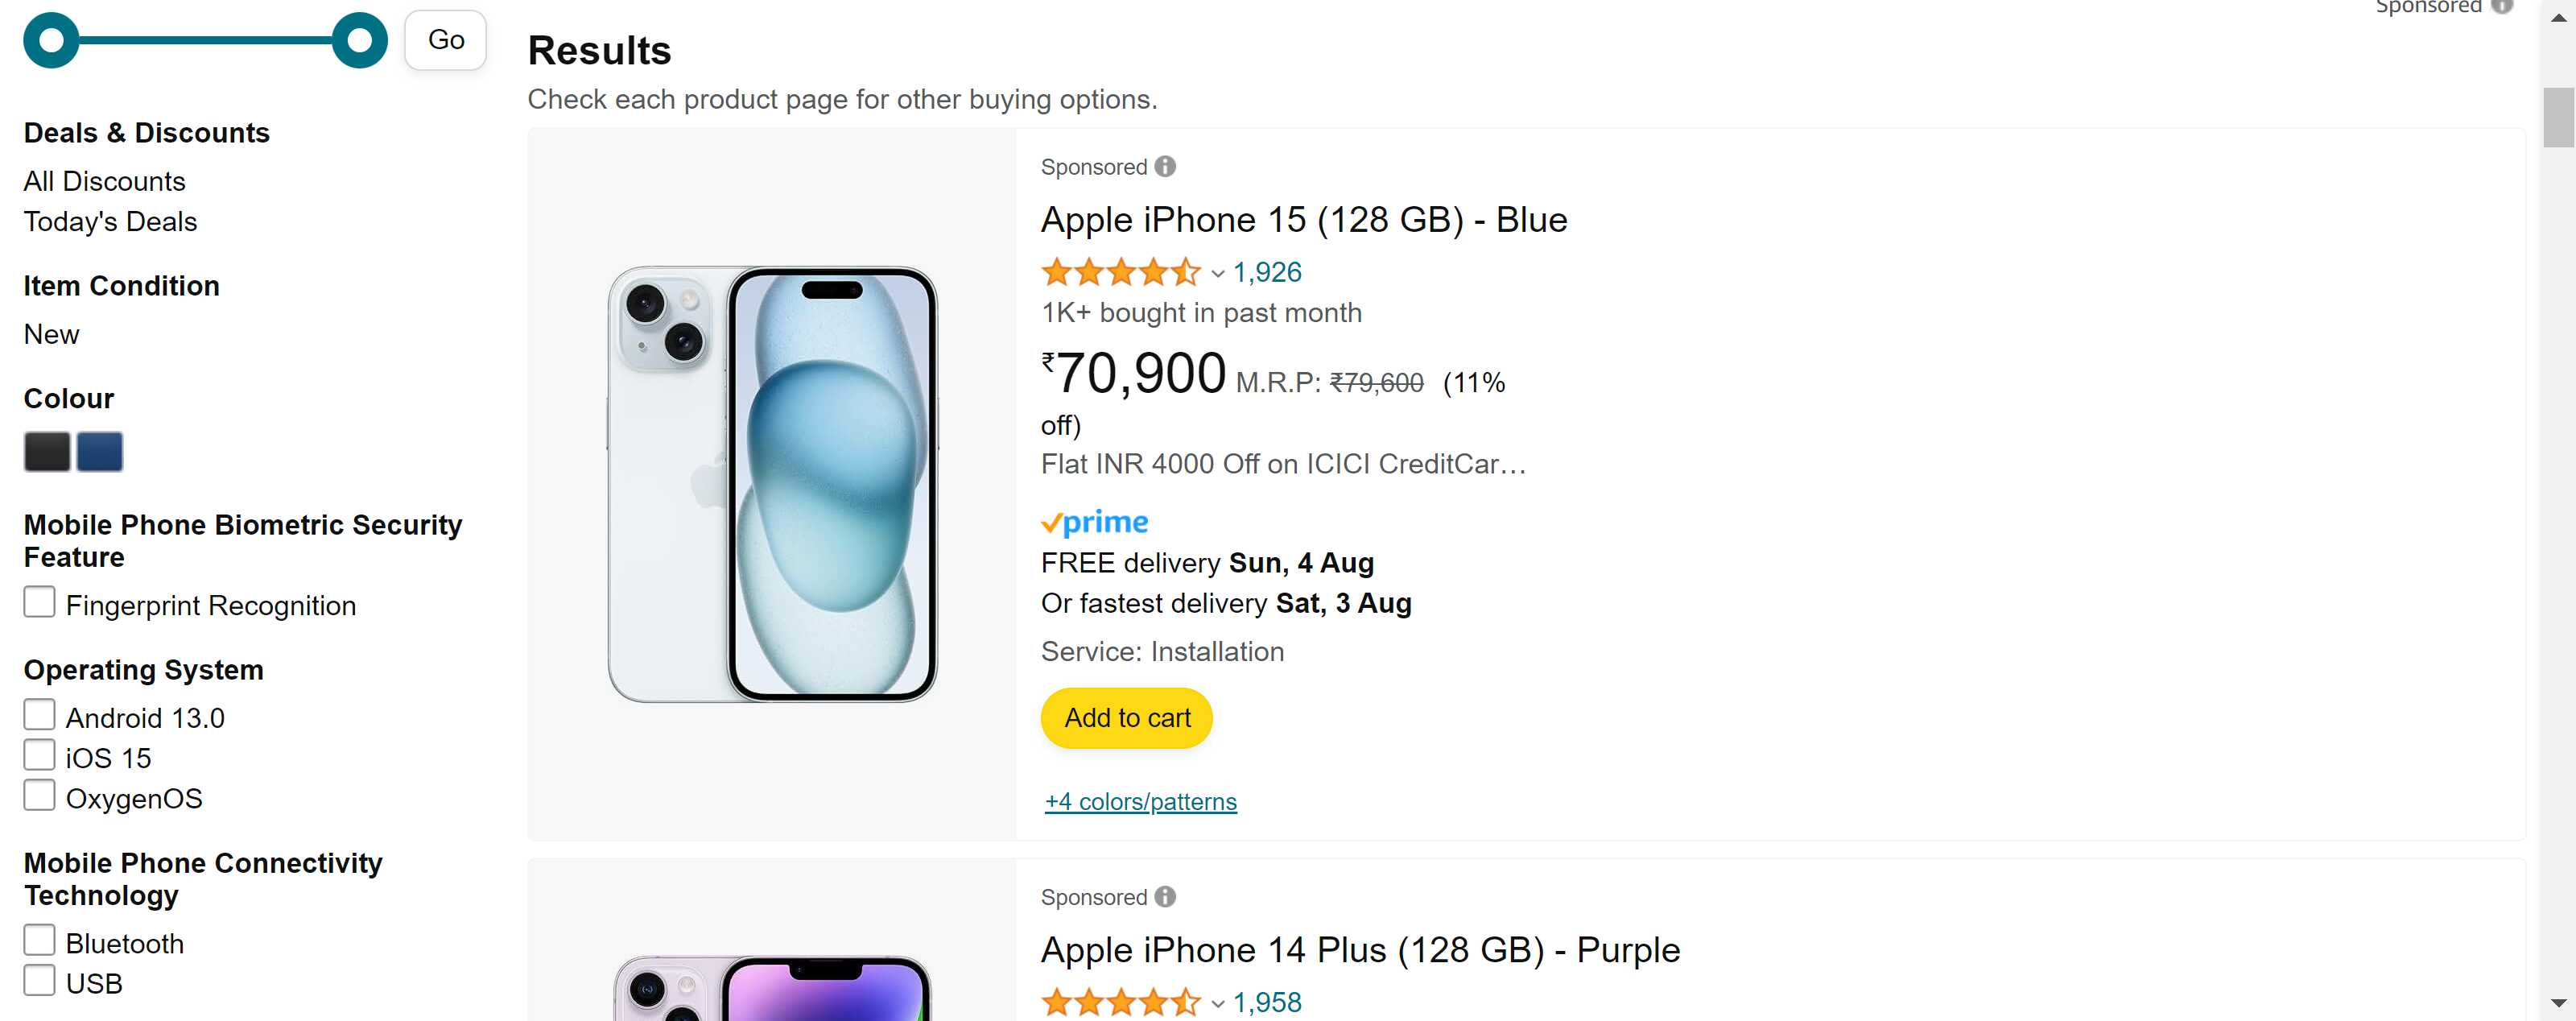 Go
Deals & Discounts
All Discounts
Today's Deals
Item Condition
New
Colour
Mobile Phone Biometric Security
Feature
Fingerprint Recognition
Operating System
Android 13.0
iOS 15
OxygenOS
Mobile Phone Connectivity
Technology
Bluetooth
USB
Sponsored
Results
Check each product page for other buying options.
Sponsored
Apple iPhone 15 (128 GB) - Blue
1,926
1K+ bought in past month
₹70,900 M.R.P: ₹79,600 (11%
off)
Flat INR 4000 Off on ICICI CreditCar…
prime
FREE delivery Sun, 4 Aug
Or fastest delivery Sat, 3 Aug
Service: Installation
Add to cart
+4 colors/patterns
Sponsored
Apple iPhone 14 Plus (128 GB) - Purple
1,958